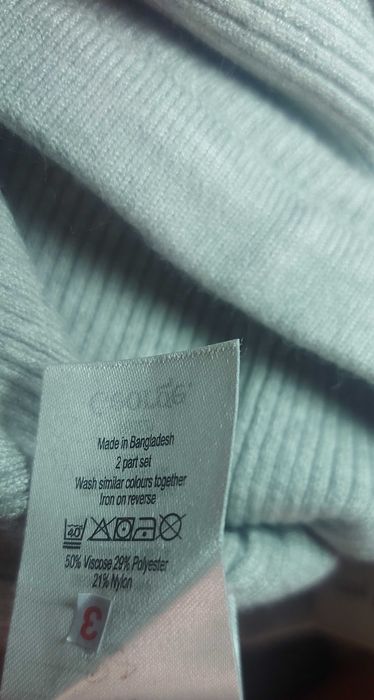 Made in Bangladesh
2 part set
Wash similar colours together
Iron on reverse
40
50% Viscose 29% Polyester
21% Nylon
3